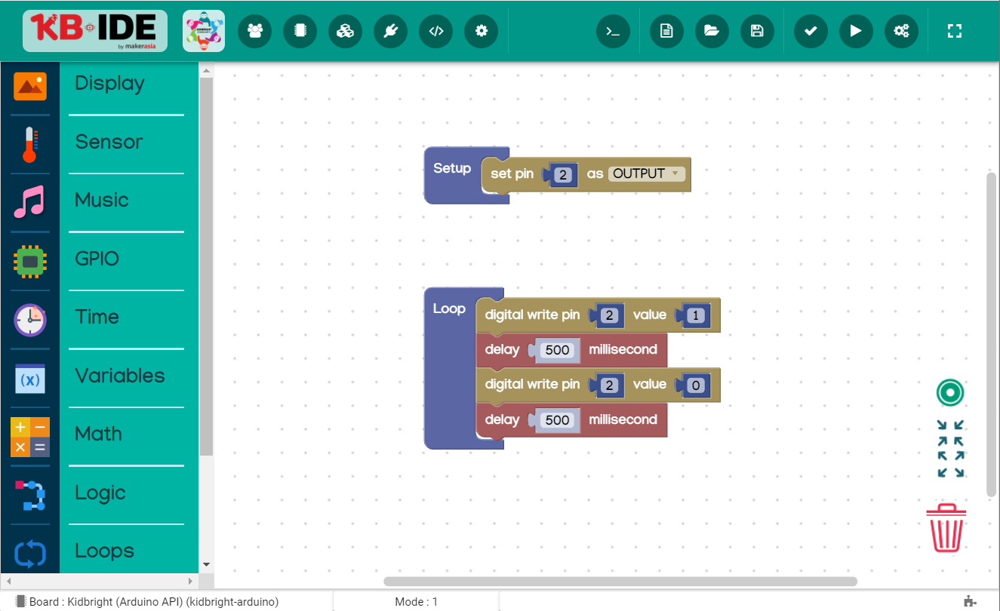 KB-IDE
by makerasia
>_
</>
Display
Sensor
Music
GPIO
Time
(x)
Variables
Math
Logic
Loops
Setup
set pin 2 as OUTPUT
Loop
digital write pin 2 value 1
delay 500 millisecond
digital write pin 2 value 0
delay 500 millisecond
Board : Kidbright (Arduino API) (kidbright-arduino)
Mode : 1